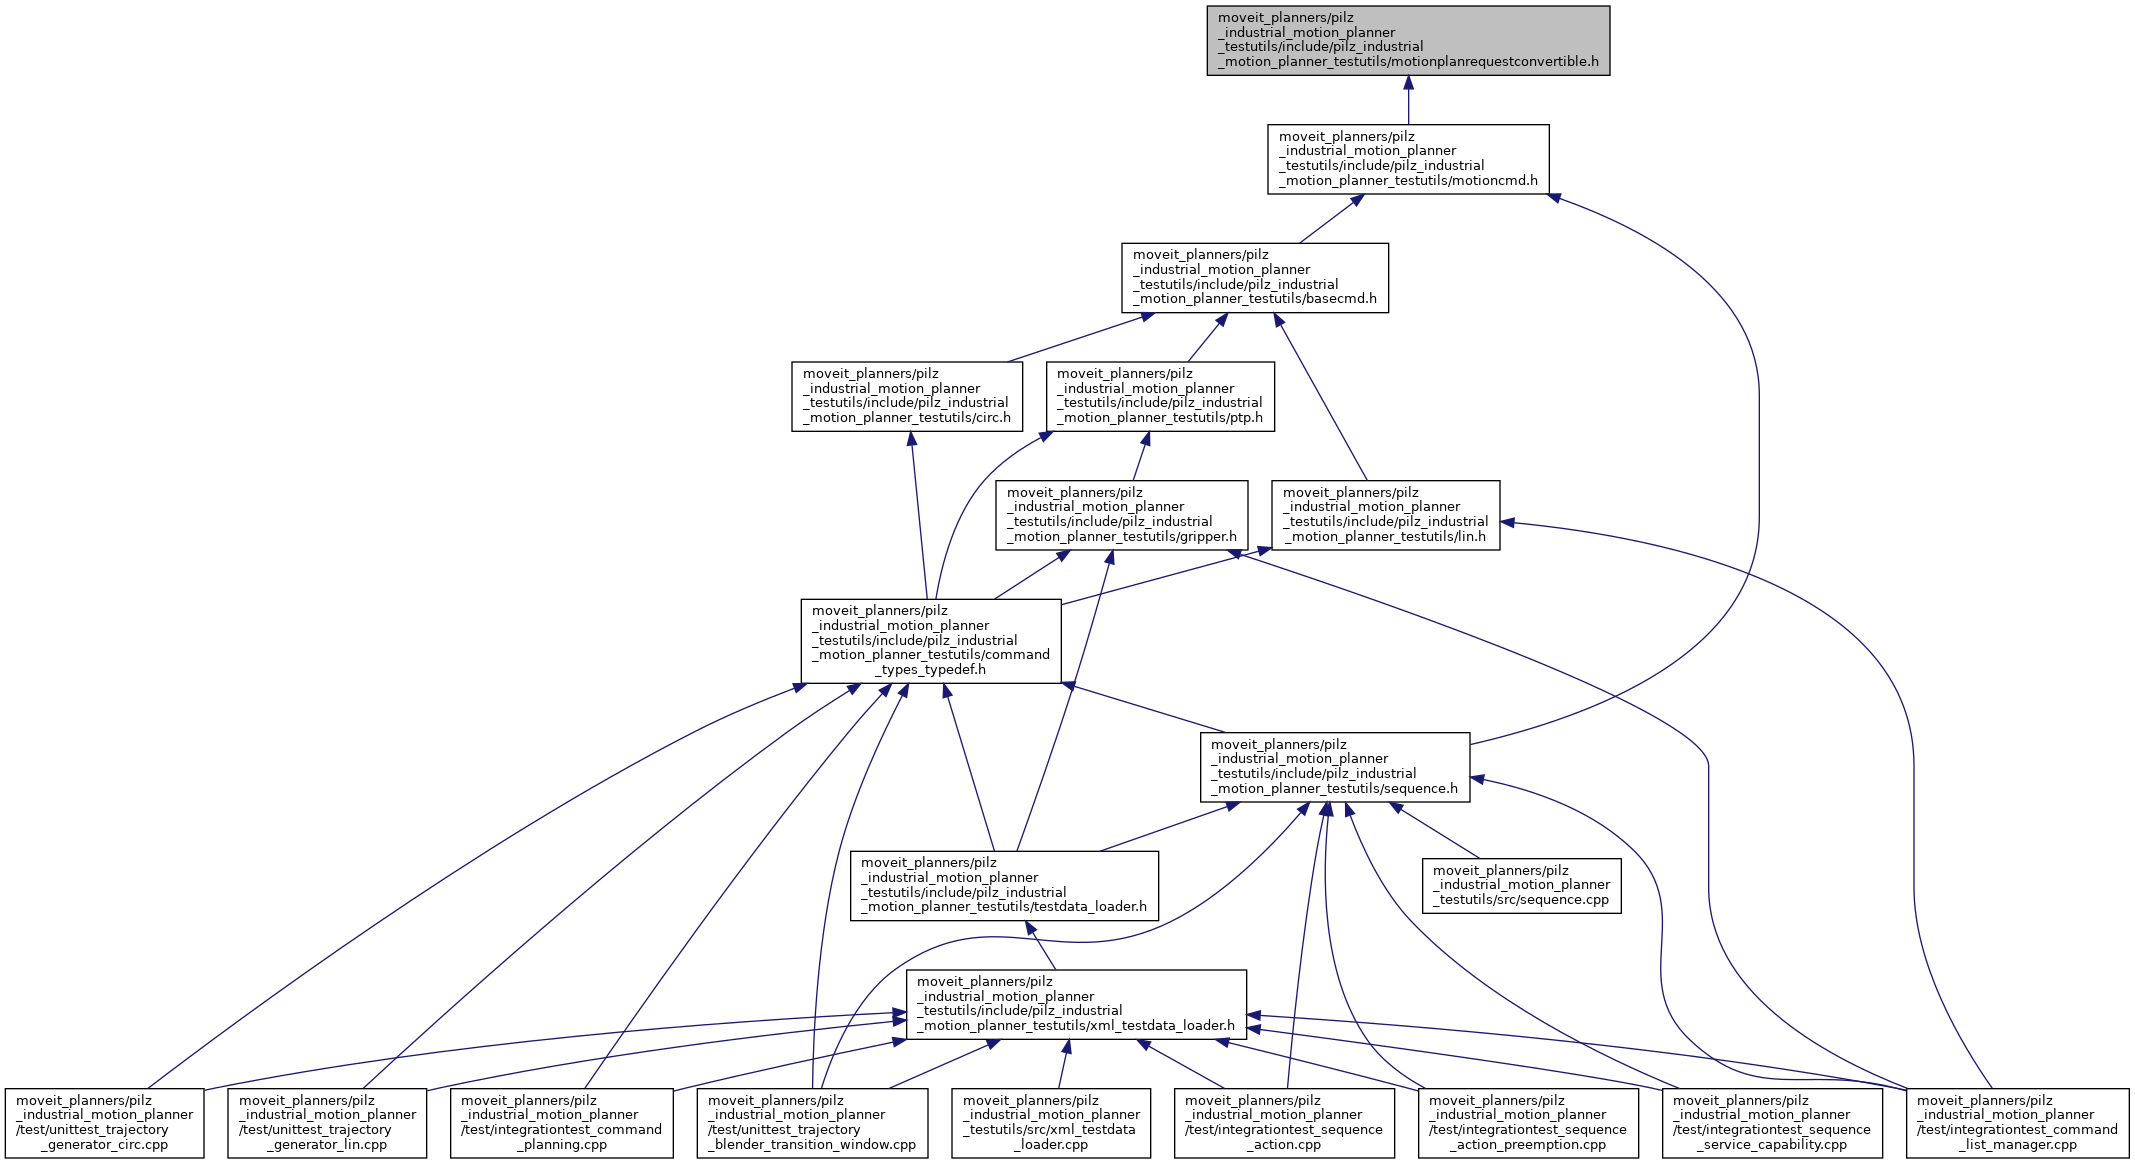 moveit_planners/pilz
_industrial_motion_planner
_testutils/include/pilz_industrial
_motion_planner_testutils/motionplanrequestconvertible.h
moveit_planners/pilz
_industrial_motion_planner
_testutils/include/pilz_industrial
_motion_planner_testutils/motioncmd.h
moveit_planners/pilz
_industrial_motion_planner
_testutils/include/pilz_industrial
_motion_planner_testutils/basecmd.h
moveit_planners/pilz
_industrial_motion_planner
_testutils/include/pilz_industrial
_motion_planner_testutils/circ.h
moveit_planners/pilz
_industrial_motion_planner
_testutils/include/pilz_industrial
_motion_planner_testutils/ptp.h
moveit_planners/pilz
_industrial_motion_planner
_testutils/include/pilz_industrial
_motion_planner_testutils/gripper.h
moveit_planners/pilz
_industrial_motion_planner
_testutils/include/pilz_industrial
_motion_planner_testutils/lin.h
moveit_planners/pilz
_industrial_motion_planner
_testutils/include/pilz_industrial
_motion_planner_testutils/command
_types_typedef.h
moveit_planners/pilz
_industrial_motion_planner
_testutils/include/pilz_industrial
_motion_planner_testutils/sequence.h
moveit_planners/pilz
_industrial_motion_planner
_testutils/include/pilz_industrial
_motion_planner_testutils/testdata_loader.h
moveit_planners/pilz
_industrial_motion_planner
_testutils/src/sequence.cpp
moveit_planners/pilz
_industrial_motion_planner
_testutils/include/pilz_industrial
_motion_planner_testutils/xml_testdata_loader.h
moveit_planners/pilz
_industrial_motion_planner
/test/unittest_trajectory
_generator_circ.cpp
moveit_planners/pilz
_industrial_motion_planner
/test/unittest_trajectory
_generator_lin.cpp
moveit_planners/pilz
_industrial_motion_planner
/test/integrationtest_command
_planning.cpp
moveit_planners/pilz
_industrial_motion_planner
/test/unittest_trajectory
_blender_transition_window.cpp
moveit_planners/pilz
_industrial_motion_planner
_testutils/src/xml_testdata
_loader.cpp
moveit_planners/pilz
_industrial_motion_planner
/test/integrationtest_sequence
_action.cpp
moveit_planners/pilz
_industrial_motion_planner
/test/integrationtest_sequence
_action_preemption.cpp
moveit_planners/pilz
_industrial_motion_planner
/test/integrationtest_sequence
_service_capability.cpp
moveit_planners/pilz
_industrial_motion_planner
/test/integrationtest_command
_list_manager.cpp